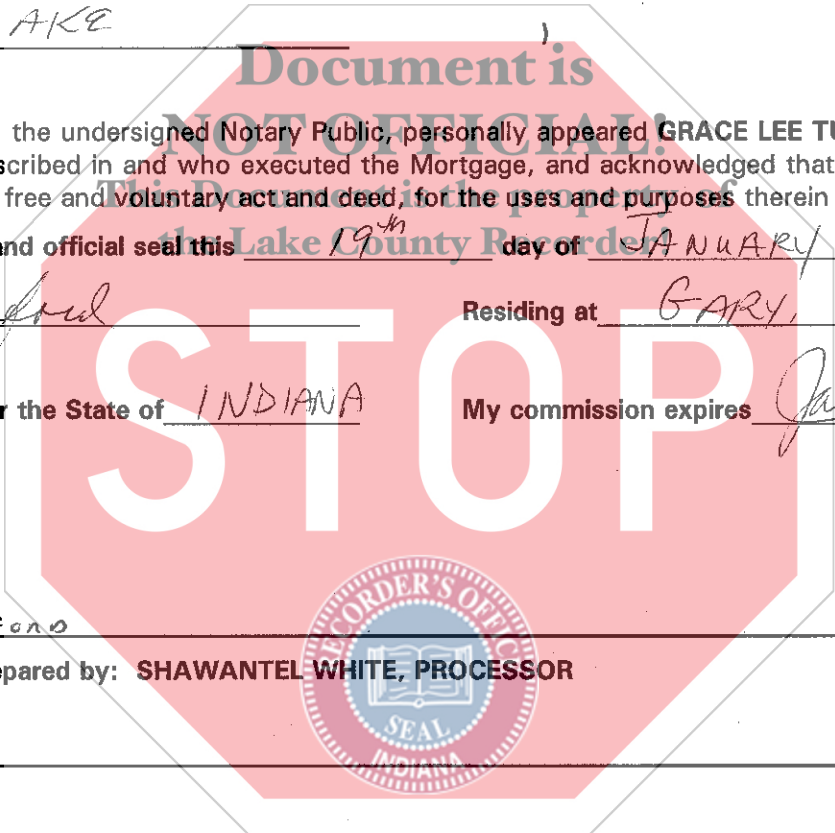 AKE )
Document is
NOT OFFICIAL!
the undersigned Notary Public, personally appeared GRACE LEE TU
scribed in and who executed the Mortgage, and acknowledged that
This Document is the property of
free and voluntary act and deed, for the uses and purposes therein
the Lake County Recorder!
and official seal this 19th day of JANUARY
Residing at GARY,
r the State of INDIANA My commission expires Ja
STOP
epared by: SHAWANTEL WHITE, PROCESSOR
RECORDER'S OFFICE
SEAL
INDIANA